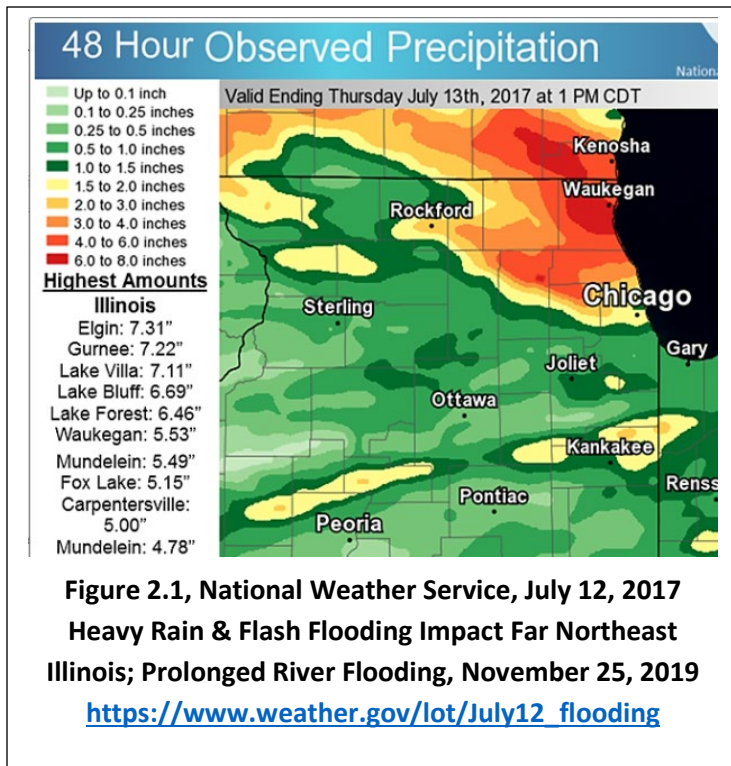 48 Hour Observed Precipitation
National
Valid Ending Thursday July 13th, 2017 at 1 PM CDT
Up to 0.1 inch
0.1 to 0.25 inches
0.25 to 0.5 inches
0.5 to 1.0 inches
1.0 to 1.5 inches
1.5 to 2.0 inches
2.0 to 3.0 inches
3.0 to 4.0 inches
4.0 to 6.0 inches
6.0 to 8.0 inches
Highest Amounts
Illinois
Elgin: 7.31”
Gurnee: 7.22”
Lake Villa: 7.11”
Lake Bluff: 6.69”
Lake Forest: 6.46”
Waukegan: 5.53”
Mundelein: 5.49”
Fox Lake: 5.15”
Carpentersville:
5.00”
Mundelein: 4.78”
Kenosha
Waukegan
Rockford
Chicago
Sterling
Gary
Joliet
Ottawa
Kankakee
Renss
Pontiac
Peoria
Figure 2.1, National Weather Service, July 12, 2017
Heavy Rain & Flash Flooding Impact Far Northeast
Illinois; Prolonged River Flooding, November 25, 2019
https://www.weather.gov/lot/July12_flooding